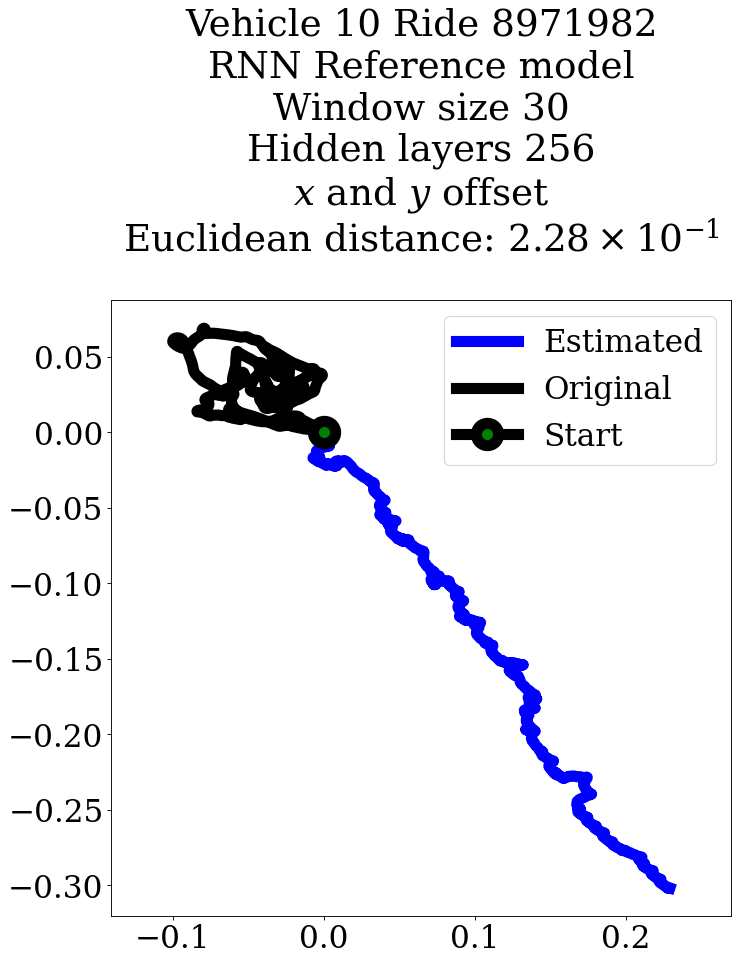 Vehicle 10 Ride 8971982
RNN Reference model
Window size 30
Hidden layers 256
x and y offset
Euclidean distance: 2.28 × 10⁻¹
Estimated
Original
Start
0.05
0.00
−0.05
−0.10
−0.15
−0.20
−0.25
−0.30
−0.1 0.0 0.1 0.2